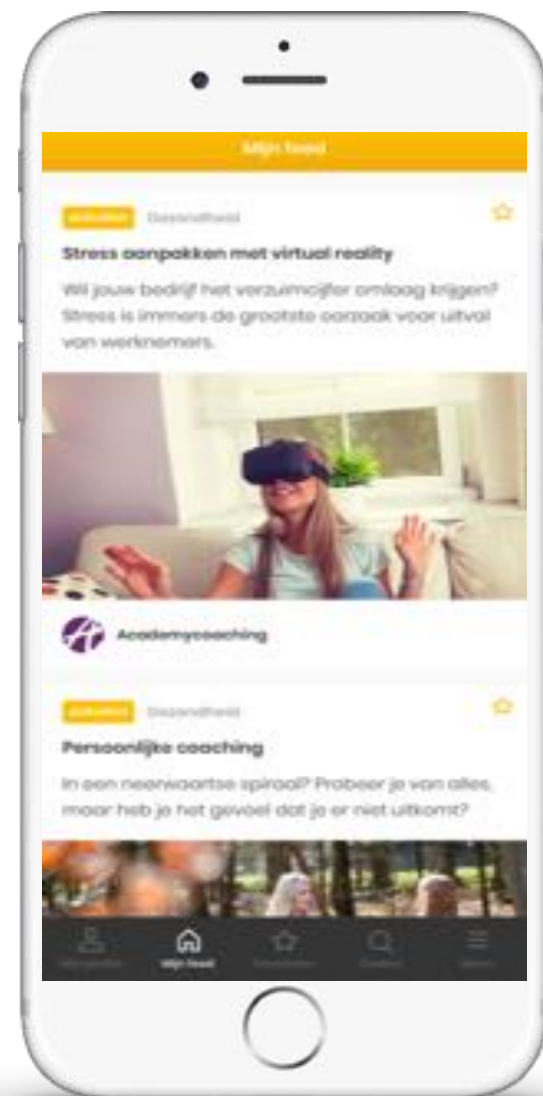 Mijn feed
Gezondheid
Stress aanpakken met virtual reality
Wil jouw bedrijf het verzuimcijfer omlaag krijgen?
Stress is immers de grootste oorzaak voor uitval
van werknemers.
Academycoaching
Gezondheid
Persoonlijke coaching
In een neerwaartse spiraal? Probeer je van alles,
maar heb je het gevoel dat je er niet uitkomt?
Mijn feed